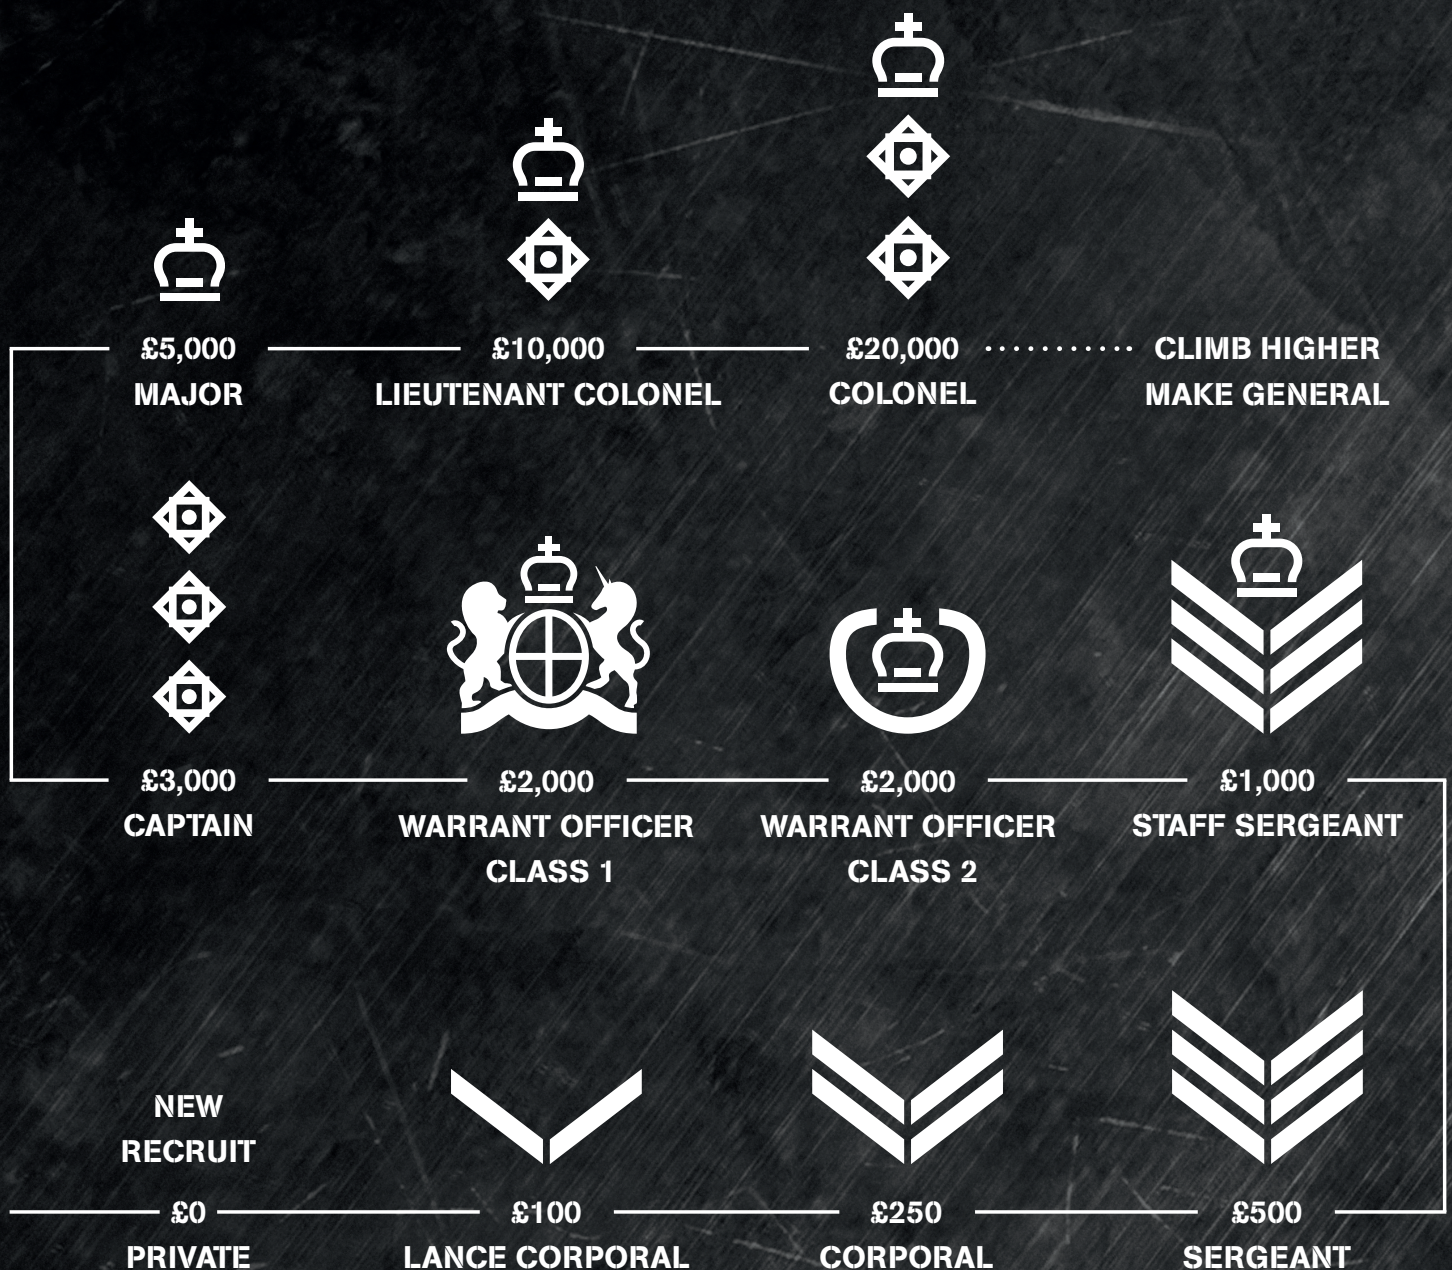 £5,000
MAJOR
£10,000
LIEUTENANT COLONEL
£20,000
COLONEL
CLIMB HIGHER
MAKE GENERAL
£3,000
CAPTAIN
£2,000
WARRANT OFFICER
CLASS 1
£2,000
WARRANT OFFICER
CLASS 2
£1,000
STAFF SERGEANT
NEW
RECRUIT
£0
PRIVATE
£100
LANCE CORPORAL
£250
CORPORAL
£500
SERGEANT